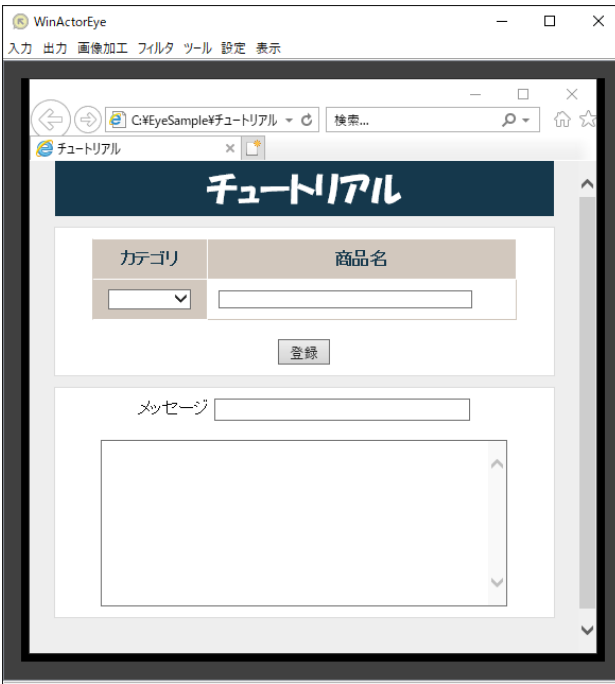 WinActorEye
入力 出力 画像加工 フィルタ ツール 設定 表示
C:¥EyeSample¥チュートリアル 検索...
チュートリアル
チュートリアル
カテゴリ 商品名
登録
メッセージ